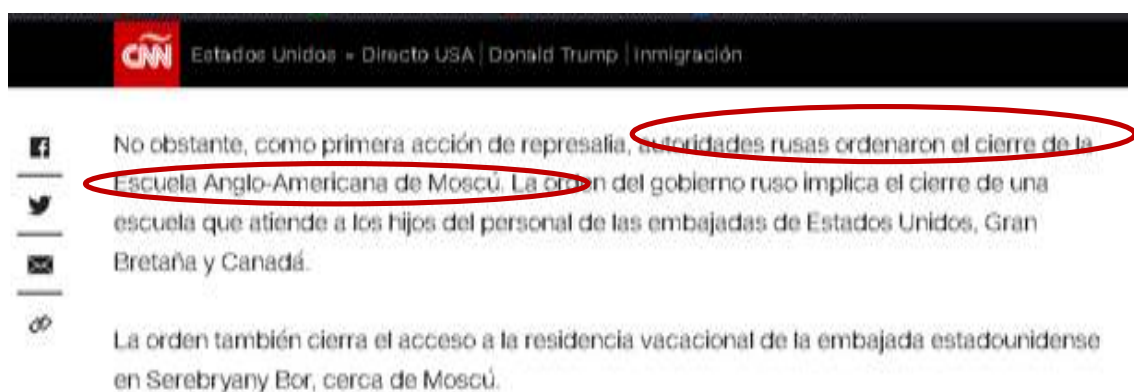 CNN Estados Unidos » Directo USA | Donald Trump | Inmigración
No obstante, como primera acción de represalia, autoridades rusas ordenaron el cierre de la
Escuela Anglo-Americana de Moscú. La orden del gobierno ruso implica el cierre de una
escuela que atiende a los hijos del personal de las embajadas de Estados Unidos, Gran
Bretaña y Canadá.
La orden también cierra el acceso a la residencia vacacional de la embajada estadounidense
en Serebryany Bor, cerca de Moscú.